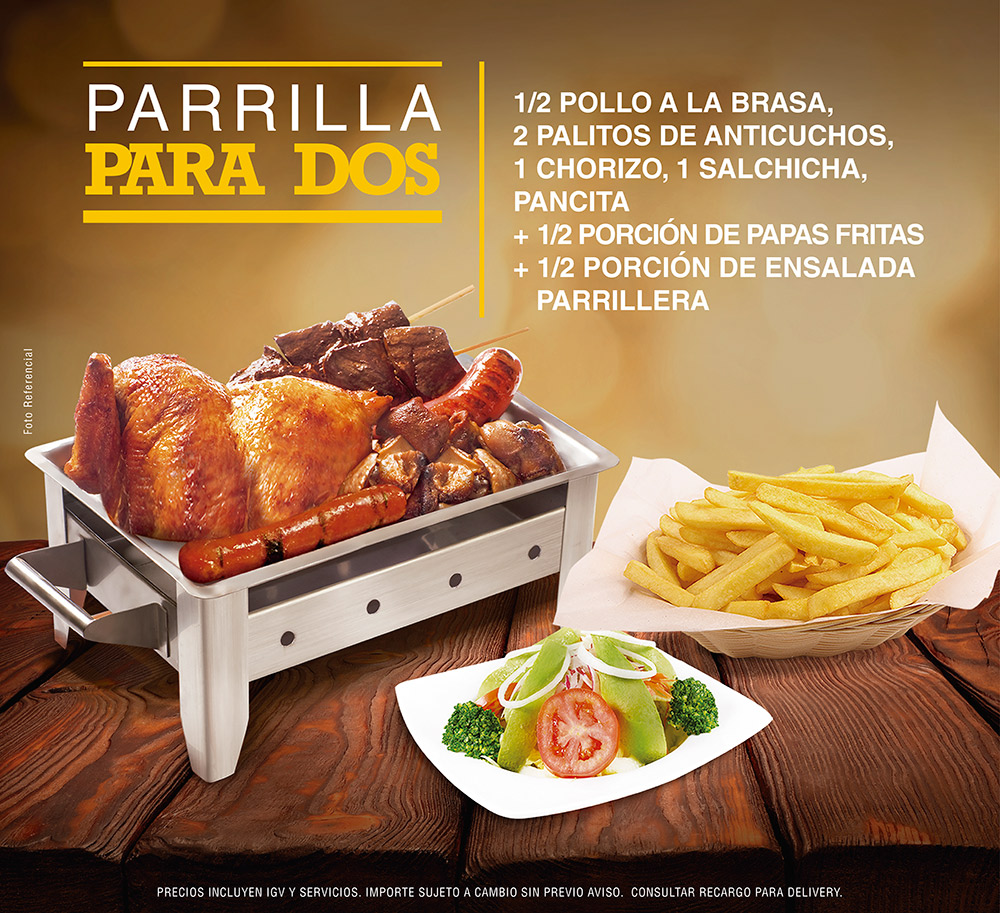 PARRILLA
PARA DOS
1/2 POLLO A LA BRASA,
2 PALITOS DE ANTICUCHOS,
1 CHORIZO, 1 SALCHICHA,
PANCITA
+ 1/2 PORCIÓN DE PAPAS FRITAS
+ 1/2 PORCIÓN DE ENSALADA
PARRILLERA
Foto Referencial
PRECIOS INCLUYEN IGV Y SERVICIOS. IMPORTE SUJETO A CAMBIO SIN PREVIO AVISO. CONSULTAR RECARGO PARA DELIVERY.